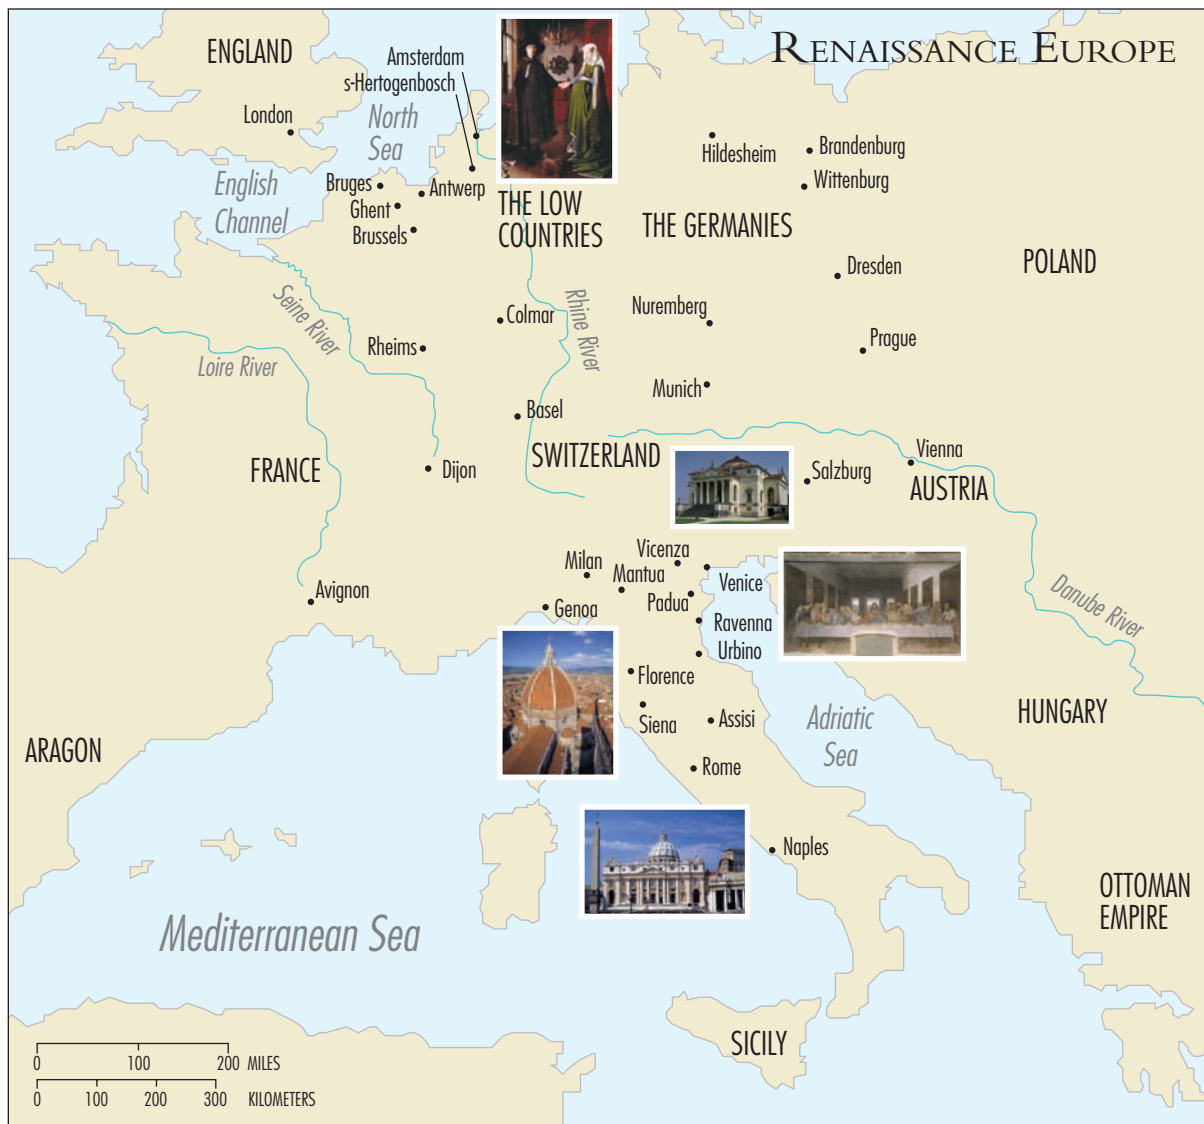 RENAISSANCE EUROPE
ENGLAND
Amsterdam
s-Hertogenbosch
London
North
Sea
Hildesheim
Brandenburg
Wittenburg
English
Channel
Bruges
Antwerp
Ghent
Brussels
THE LOW
COUNTRIES
THE GERMANIES
POLAND
Dresden
Seine River
Rhine River
Colmar
Nuremberg
Prague
Rheims
Loire River
Munich
Basel
FRANCE
Dijon
SWITZERLAND
Salzburg
Vienna
AUSTRIA
Milan
Vicenza
Mantua
Venice
Avignon
Genoa
Padua
Ravenna
Urbino
Danube River
Florence
Siena
Assisi
Adriatic
Sea
HUNGARY
ARAGON
Rome
Naples
OTTOMAN
EMPIRE
Mediterranean Sea
SICILY
0 100 200 MILES
0 100 200 300 KILOMETERS